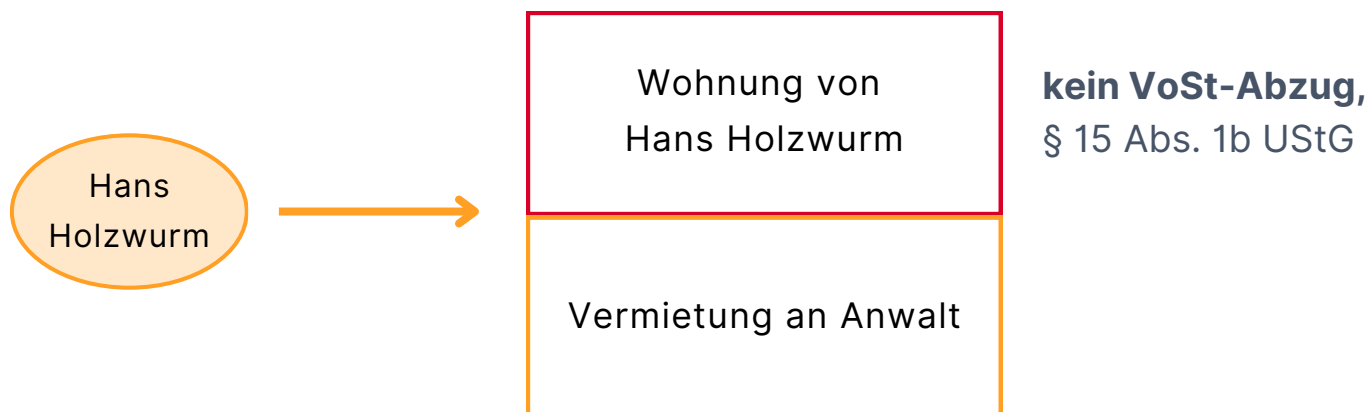 Hans
Holzwurm
Wohnung von
Hans Holzwurm
kein VoSt-Abzug,
§ 15 Abs. 1b UStG
Vermietung an Anwalt